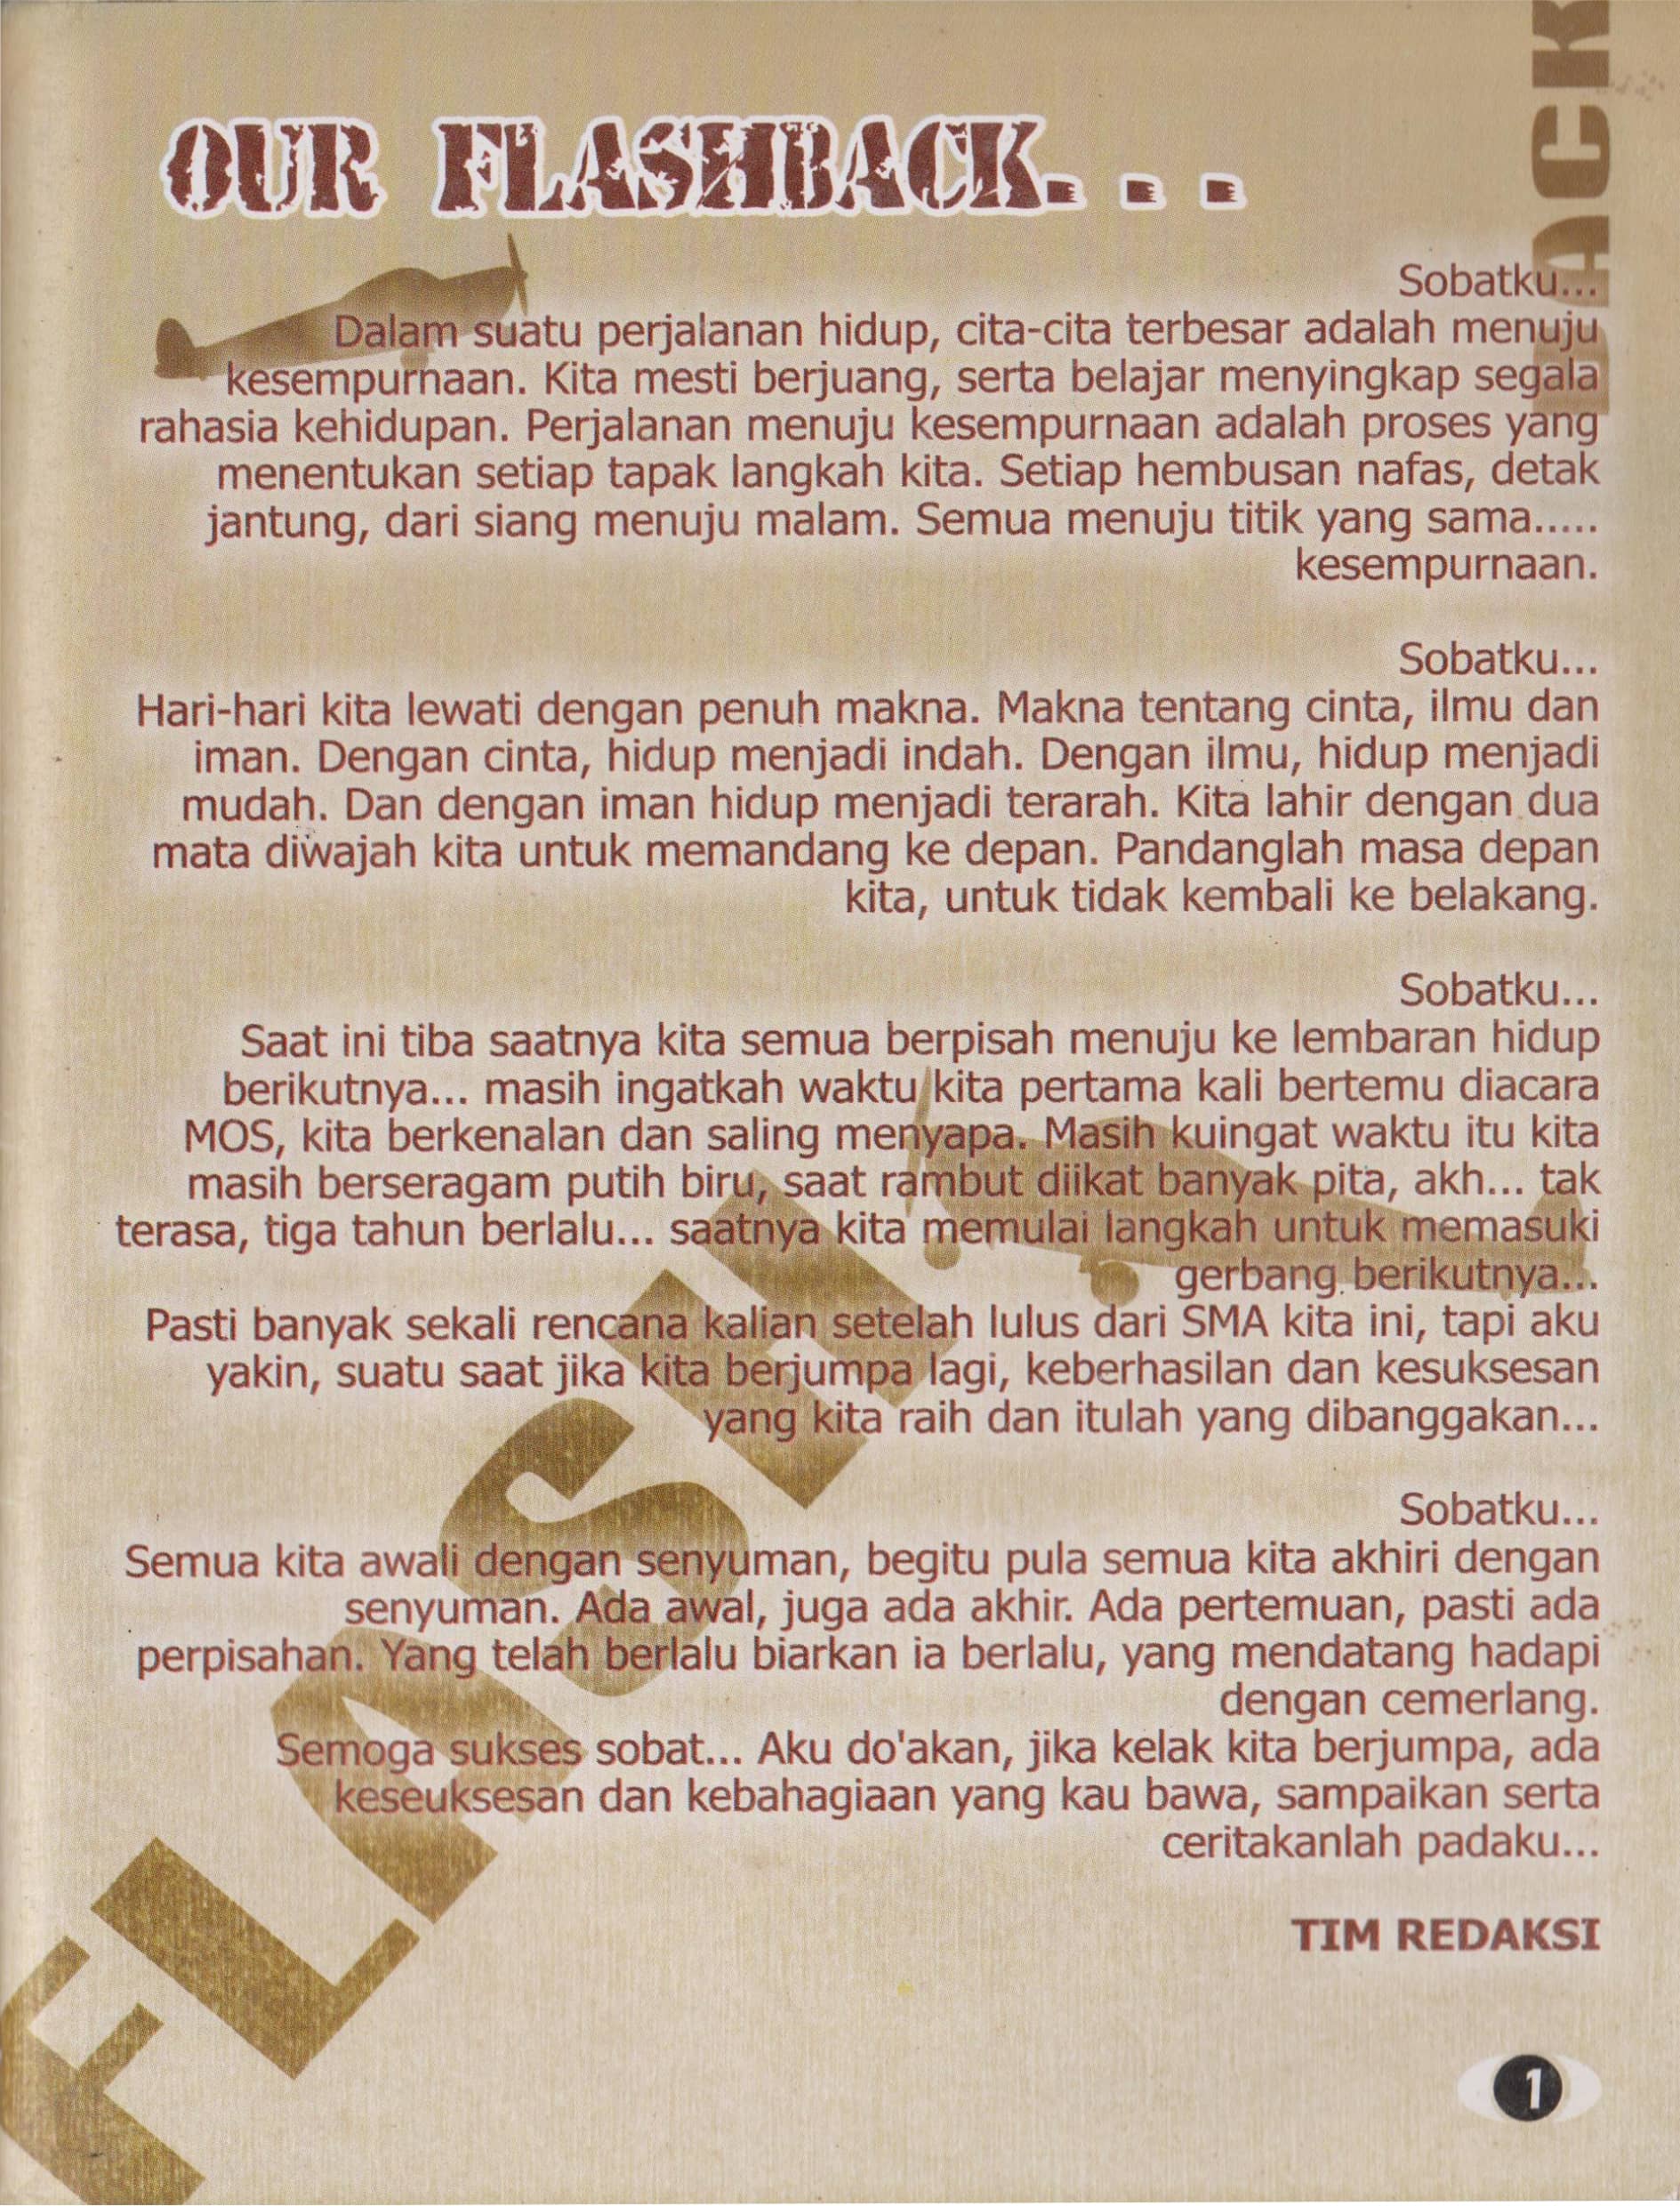 OUR FLASHBACK. . .
Sobatku...
Dalam suatu perjalanan hidup, cita-cita terbesar adalah menuju
kesempurnaan. Kita mesti berjuang, serta belajar menyingkap segala
rahasia kehidupan. Perjalanan menuju kesempurnaan adalah proses yang
menentukan setiap tapak langkah kita. Setiap hembusan nafas, detak
jantung, dari siang menuju malam. Semua menuju titik yang sama.....
kesempurnaan.
Sobatku...
Hari-hari kita lewati dengan penuh makna. Makna tentang cinta, ilmu dan
iman. Dengan cinta, hidup menjadi indah. Dengan ilmu, hidup menjadi
mudah. Dan dengan iman hidup menjadi terarah. Kita lahir dengan dua
mata diwajah kita untuk memandang ke depan. Pandanglah masa depan
kita, untuk tidak kembali ke belakang.
Sobatku...
Saat ini tiba saatnya kita semua berpisah menuju ke lembaran hidup
berikutnya... masih ingatkah waktu kita pertama kali bertemu diacara
MOS, kita berkenalan dan saling menyapa. Masih kuingat waktu itu kita
masih berseragam putih biru, saat rambut diikat banyak pita, akh... tak
terasa, tiga tahun berlalu... saatnya kita memulai langkah untuk memasuki
gerbang berikutnya...
Pasti banyak sekali rencana kalian setelah lulus dari SMA kita ini, tapi aku
yakin, suatu saat jika kita berjumpa lagi, keberhasilan dan kesuksesan
yang kita raih dan itulah yang dibanggakan...
Sobatku...
Semua kita awali dengan senyuman, begitu pula semua kita akhiri dengan
senyuman. Ada awal, juga ada akhir. Ada pertemuan, pasti ada
perpisahan. Yang telah berlalu biarkan ia berlalu, yang mendatang hadapi
dengan cemerlang.
Semoga sukses sobat... Aku do'akan, jika kelak kita berjumpa, ada
keseuksesan dan kebahagiaan yang kau bawa, sampaikan serta
ceritakanlah padaku...
TIM REDAKSI
FLASH
BACK
1